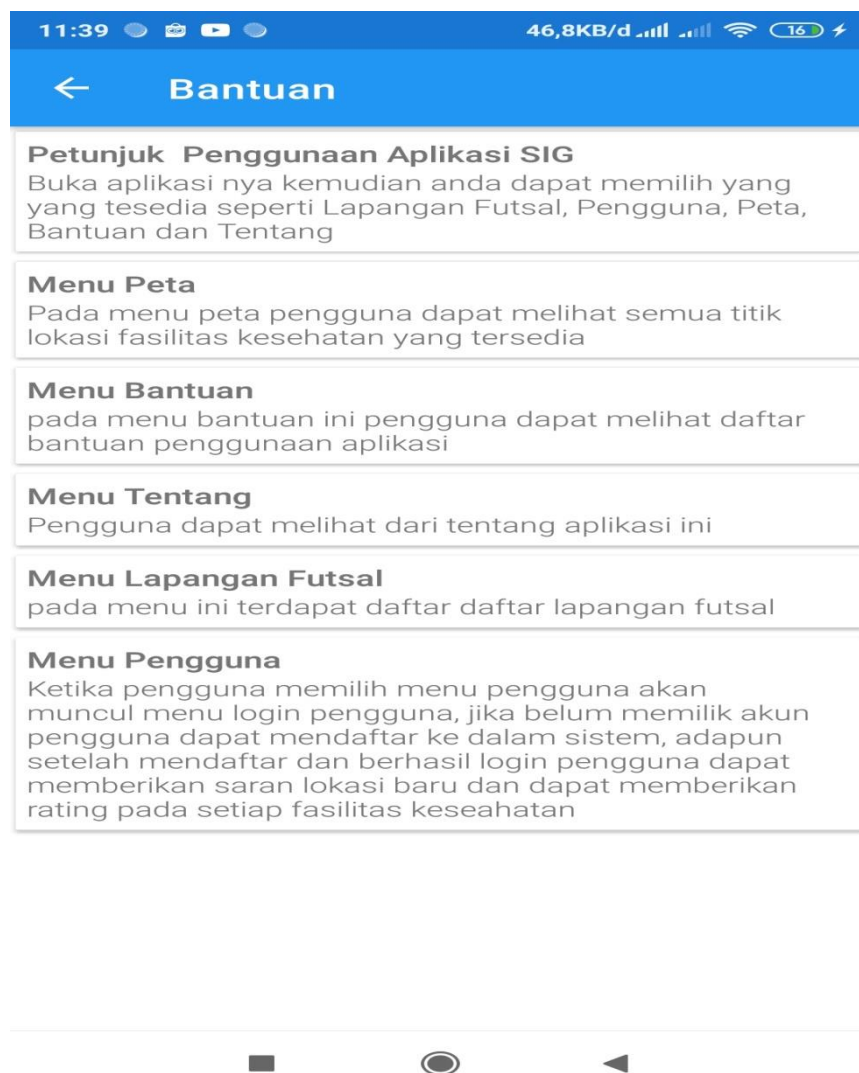 11:39
46,8KB/d
16
Bantuan
Petunjuk  Penggunaan Aplikasi SIG
Buka aplikasi nya kemudian anda dapat memilih yang
yang tesedia seperti Lapangan Futsal, Pengguna, Peta,
Bantuan dan Tentang
Menu Peta
Pada menu peta pengguna dapat melihat semua titik
lokasi fasilitas kesehatan yang tersedia
Menu Bantuan
pada menu bantuan ini pengguna dapat melihat daftar
bantuan penggunaan aplikasi
Menu Tentang
Pengguna dapat melihat dari tentang aplikasi ini
Menu Lapangan Futsal
pada menu ini terdapat daftar daftar lapangan futsal
Menu Pengguna
Ketika pengguna memilih menu pengguna akan
muncul menu login pengguna, jika belum memilik akun
pengguna dapat mendaftar ke dalam sistem, adapun
setelah mendaftar dan berhasil login pengguna dapat
memberikan saran lokasi baru dan dapat memberikan
rating pada setiap fasilitas keseahatan